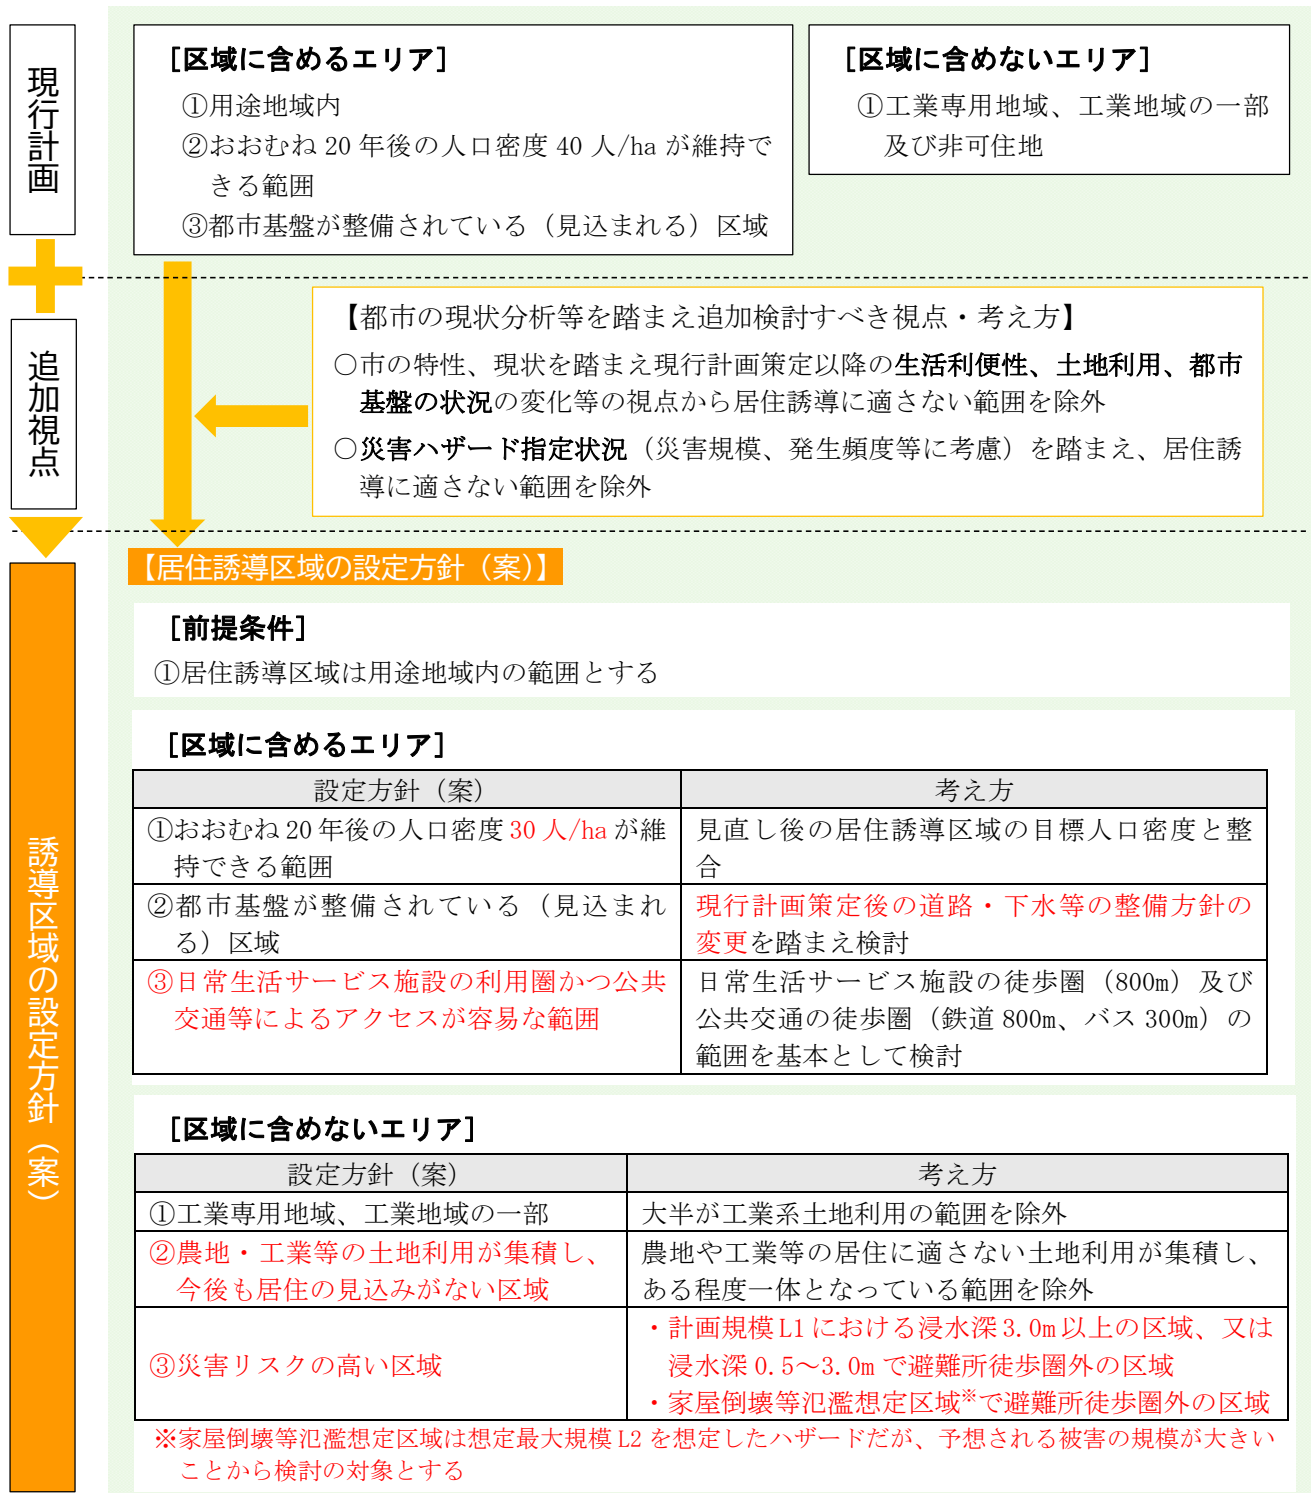 現行計画
［区域に含めるエリア］
①用途地域内
②おおむね 20 年後の人口密度 40 人/ha が維持で
きる範囲
③都市基盤が整備されている（見込まれる）区域
［区域に含めないエリア］
①工業専用地域、工業地域の一部
及び非可住地
追加視点
【都市の現状分析等を踏まえ追加検討すべき視点・考え方】
○市の特性、現状を踏まえ現行計画策定以降の生活利便性、土地利用、都市
基盤の状況の変化等の視点から居住誘導に適さない範囲を除外
○災害ハザード指定状況（災害規模、発生頻度等に考慮）を踏まえ、居住誘
導に適さない範囲を除外
誘導区域の設定方針（案）
【居住誘導区域の設定方針（案）】
［前提条件］
①居住誘導区域は用途地域内の範囲とする
［区域に含めるエリア］
設定方針（案）
考え方
①おおむね 20 年後の人口密度 30 人/ha が維
持できる範囲
見直し後の居住誘導区域の目標人口密度と整
合
②都市基盤が整備されている（見込まれ
る）区域
現行計画策定後の道路・下水等の整備方針の
変更を踏まえ検討
③日常生活サービス施設の利用圏かつ公共
交通等によるアクセスが容易な範囲
日常生活サービス施設の徒歩圏（800m）及び
公共交通の徒歩圏（鉄道 800m、バス 300m）の
範囲を基本として検討
［区域に含めないエリア］
設定方針（案）
考え方
①工業専用地域、工業地域の一部
大半が工業系土地利用の範囲を除外
②農地・工業等の土地利用が集積し、
今後も居住の見込みがない区域
農地や工業等の居住に適さない土地利用が集積し、
ある程度一体となっている範囲を除外
③災害リスクの高い区域
・計画規模 L1 における浸水深 3.0m 以上の区域、又は
浸水深 0.5～3.0m で避難所徒歩圏外の区域
・家屋倒壊等氾濫想定区域※で避難所徒歩圏外の区域
※家屋倒壊等氾濫想定区域は想定最大規模 L2 を想定したハザードだが、予想される被害の規模が大きい
ことから検討の対象とする